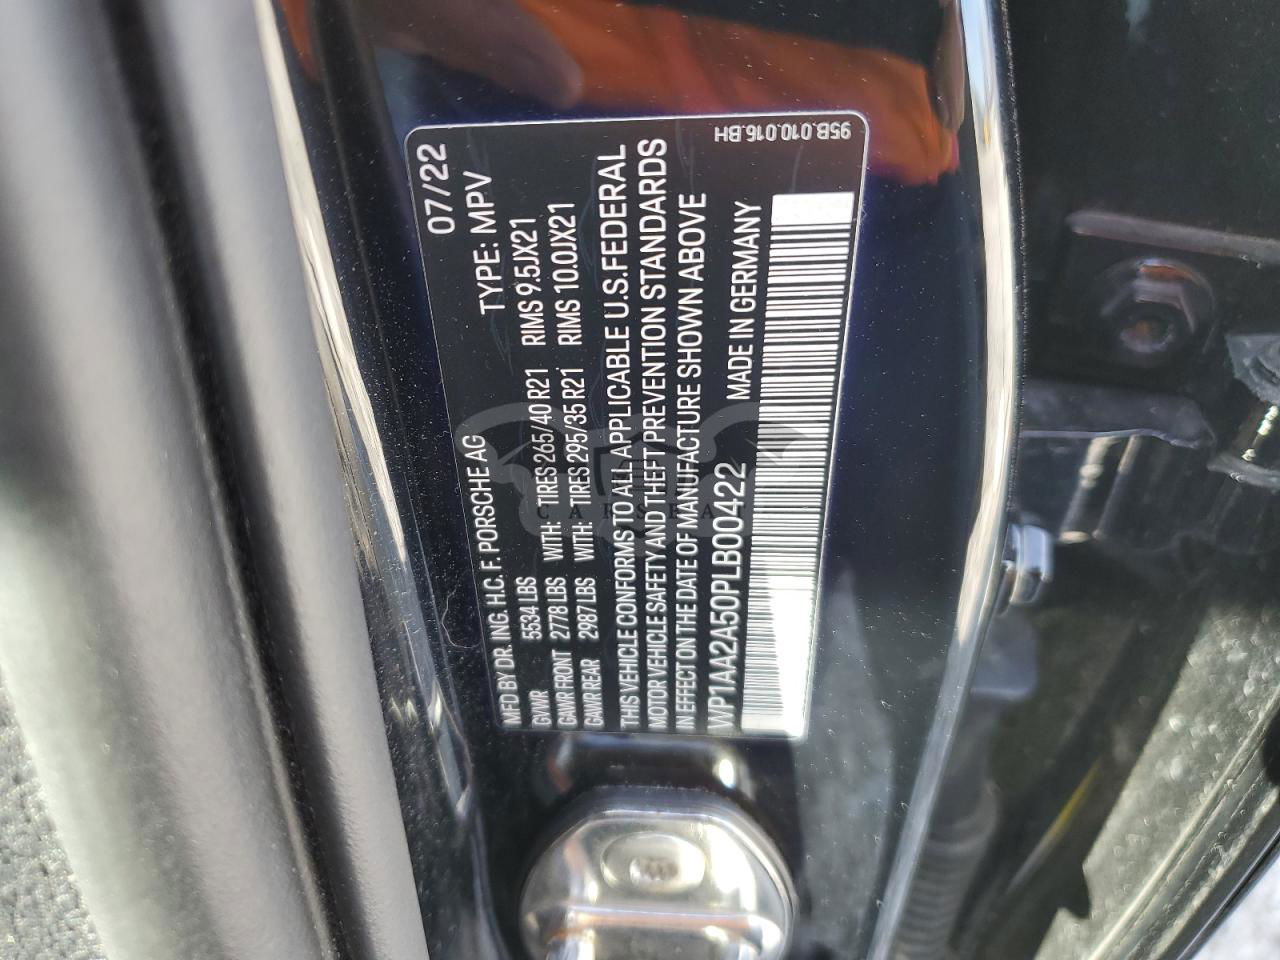 MFD BY DR. ING. H.C. F. PORSCHE AG 07/22
GVWR 5534 LBS TYPE: MPV
GAWR FRONT 2778 LBS WITH: TIRES 265/40 R21 RIMS 9.5JX21
GAWR REAR 2987 LBS WITH: TIRES 295/35 R21 RIMS 10.0JX21
THIS VEHICLE CONFORMS TO ALL APPLICABLE U.S.FEDERAL
MOTOR VEHICLE SAFETY AND THEFT PREVENTION STANDARDS
IN EFFECT ON THE DATE OF MANUFACTURE SHOWN ABOVE
WP1AA2A50PLB00422 MADE IN GERMANY
95B.010.016.BH
CARSBAT